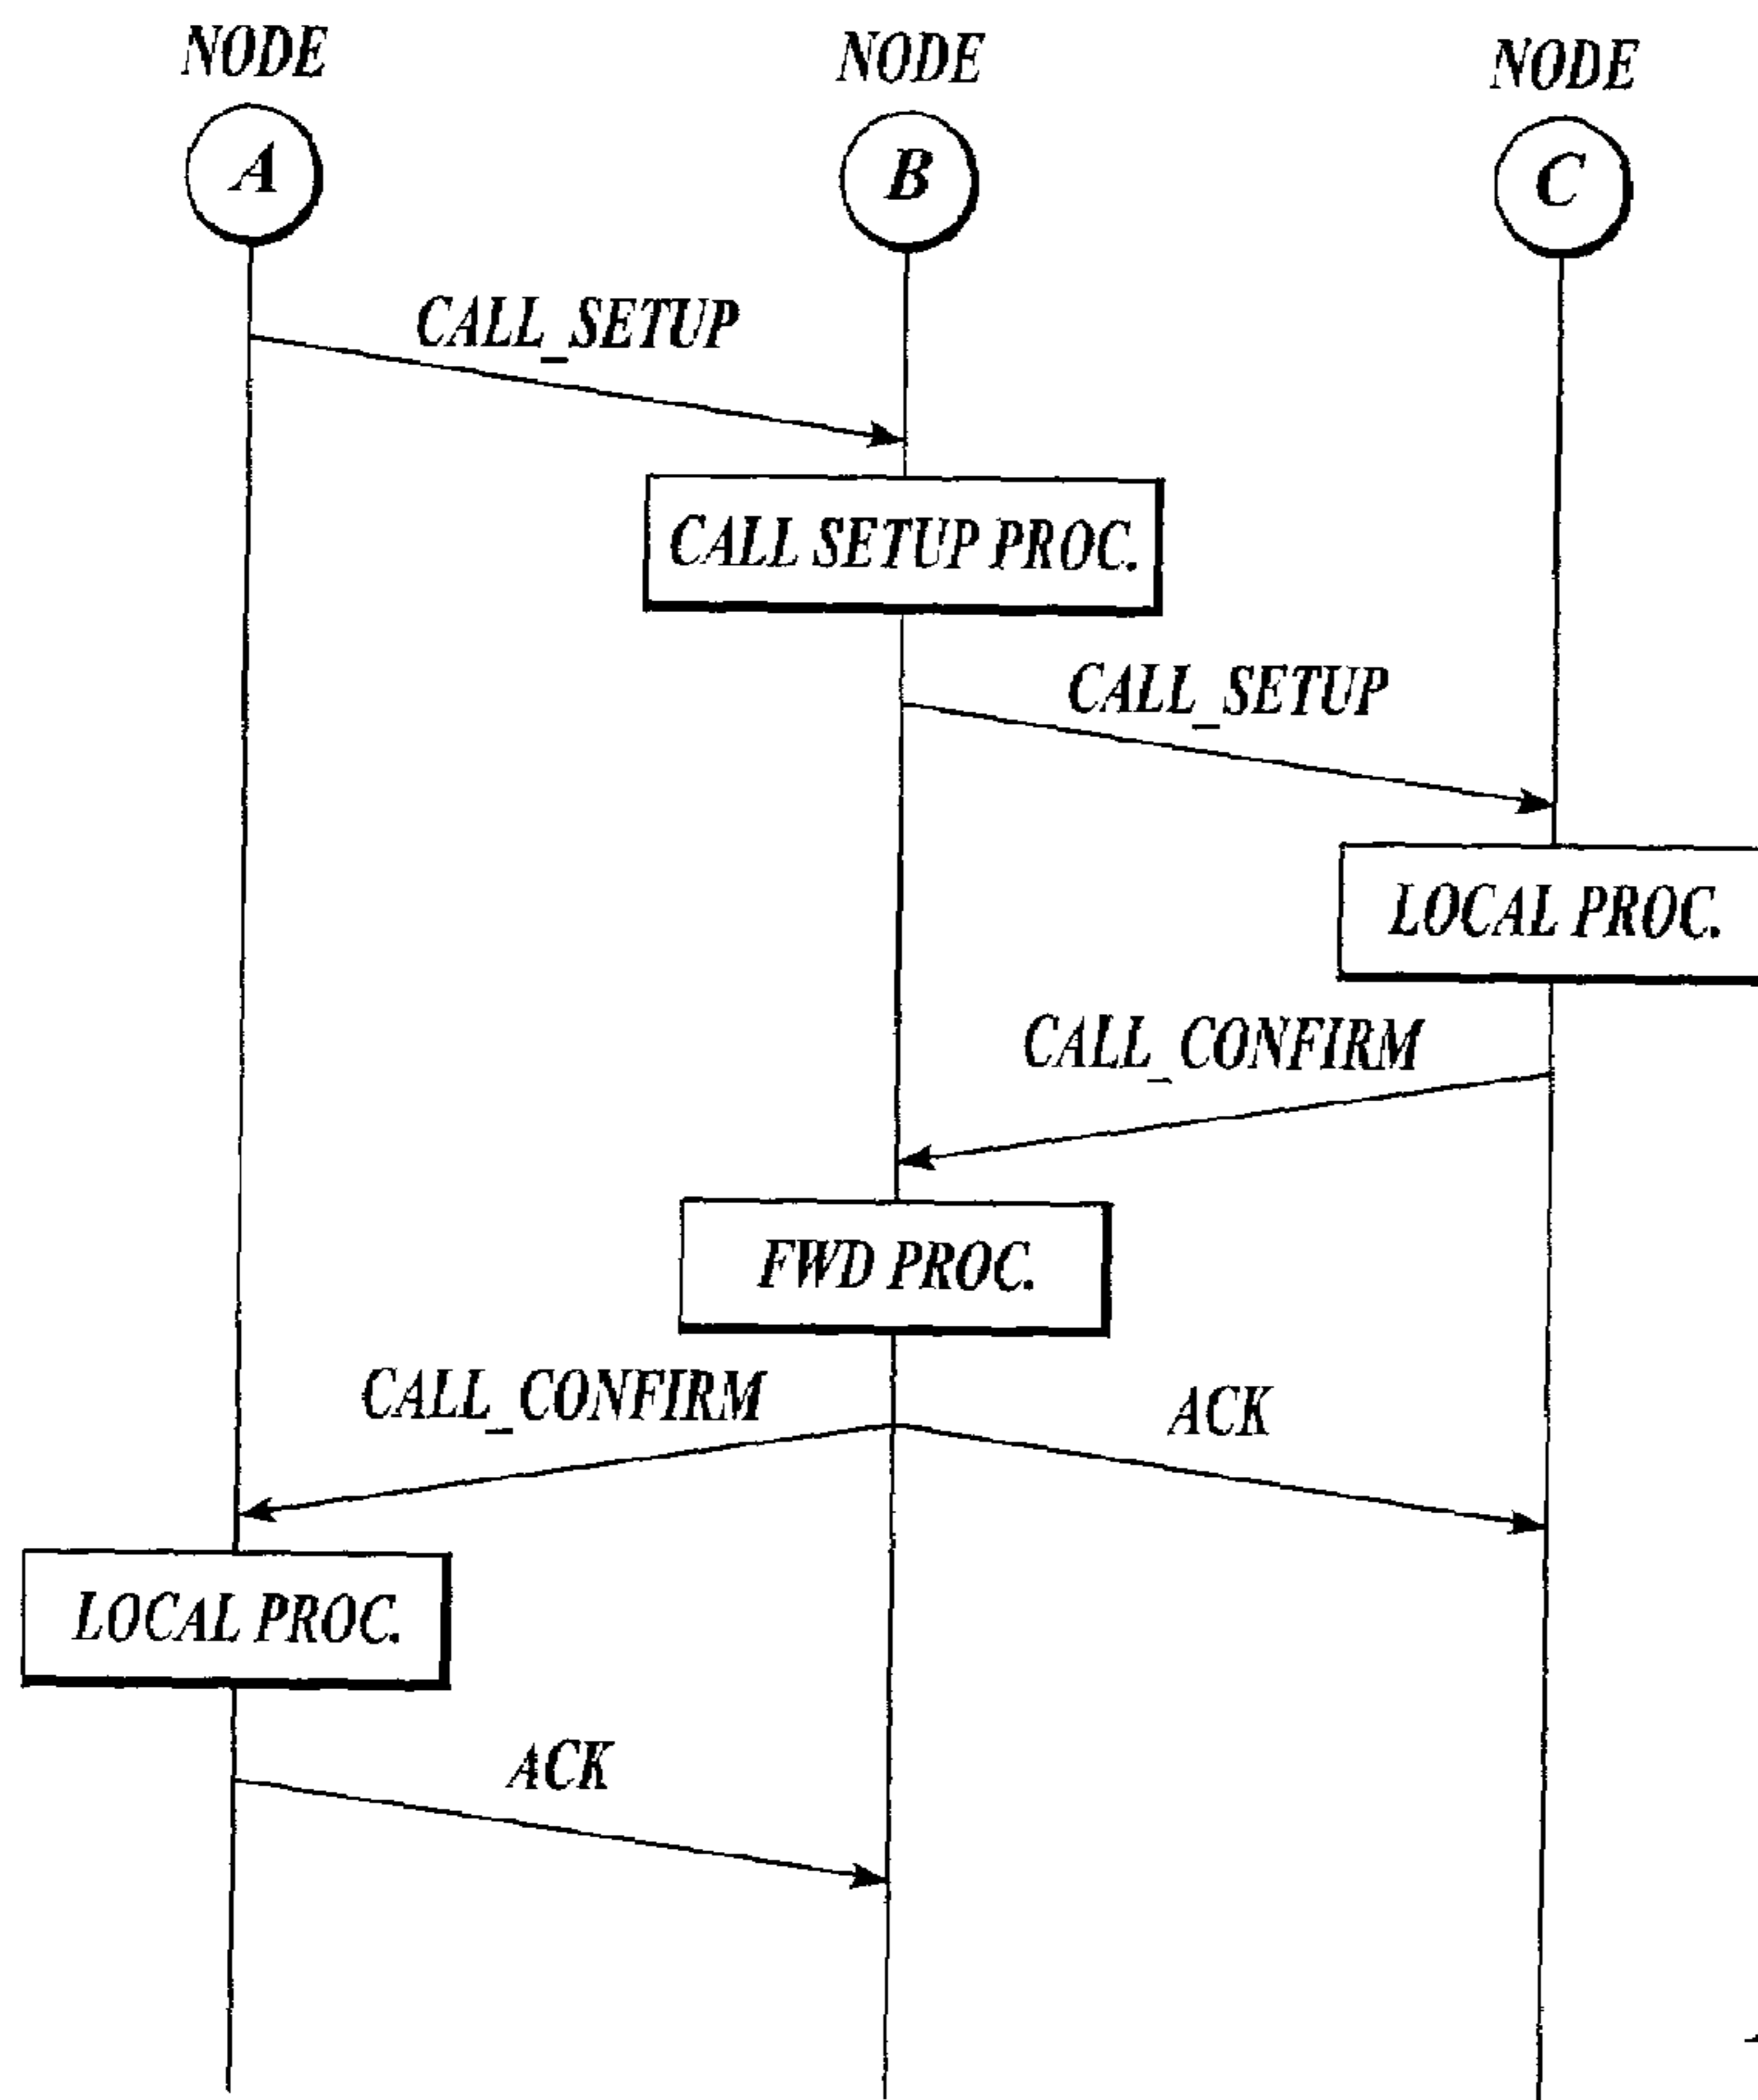 NODE NODE NODE
A B C
CALL_SETUP
CALL SETUP PROC.
CALL_SETUP
LOCAL PROC.
CALL_CONFIRM
FWD PROC.
CALL_CONFIRM ACK
LOCAL PROC.
ACK